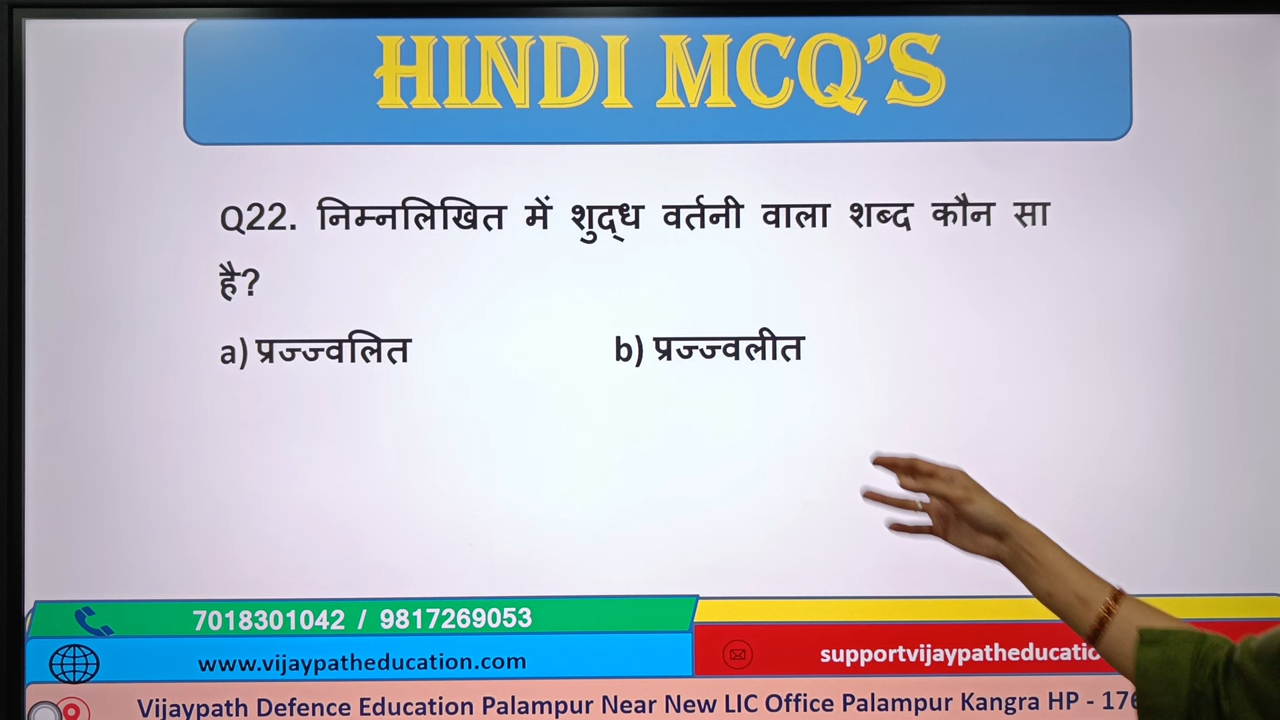 HINDI MCQ'S
Q22. निम्नलिखित में शुद्ध वर्तनी वाला शब्द कौन सा
है?
a) प्रज्ज्वलित b) प्रज्ज्वलीत
7018301042 / 9817269053
www.vijaypatheducation.com
Vijaypath Defence Education Palampur Near New LIC Office Palampur Kangra HP -